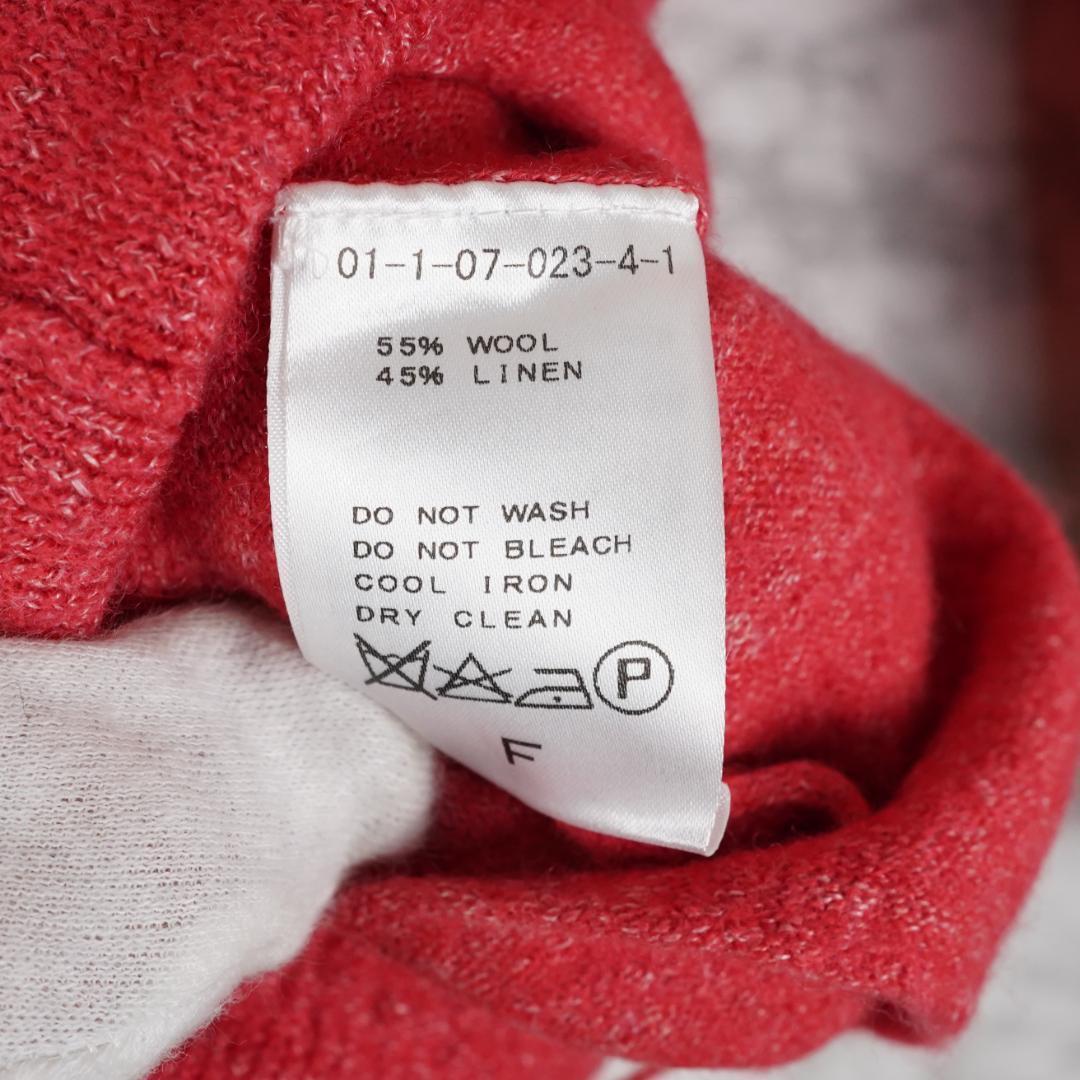 01-1-07-023-4-1
55% WOOL
45% LINEN
DO NOT WASH
DO NOT BLEACH
COOL IRON
DRY CLEAN
P
F